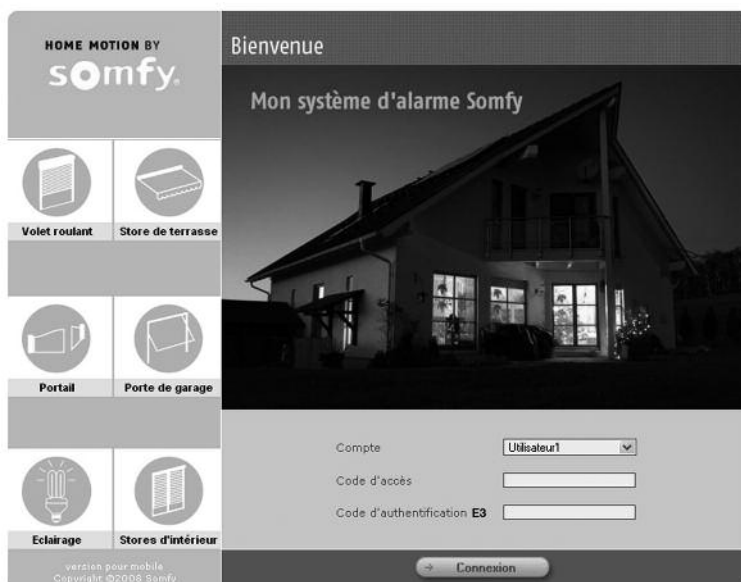 HOME MOTION BY
somfy.
Bienvenue
Mon système d'alarme Somfy
Volet roulant
Store de terrasse
Portail
Porte de garage
Eclairage
Stores d'intérieur
Compte
Utilisateur1
Code d'accès
Code d'authentification E3
Connexion
version pour mobile
Copyright ©2008 Somfy